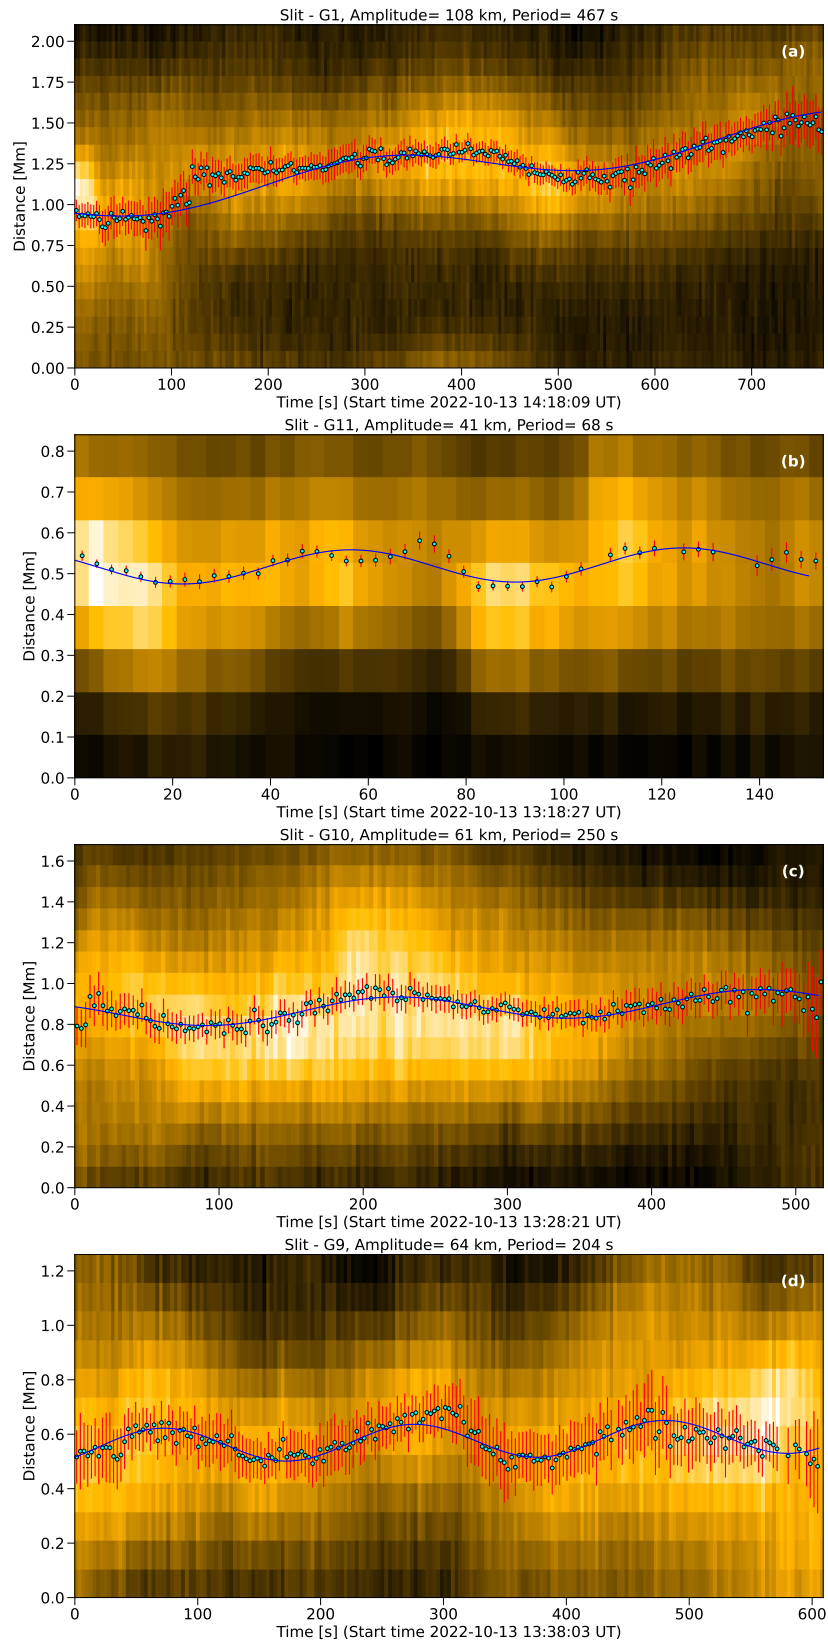 Slit - G1, Amplitude= 108 km, Period= 467 s
(a)
2.00
1.75
1.50
1.25
1.00
0.75
0.50
0.25
0.00
Distance [Mm]
0 100 200 300 400 500 600 700
Time [s] (Start time 2022-10-13 14:18:09 UT)
Slit - G11, Amplitude= 41 km, Period= 68 s
(b)
0.8
0.7
0.6
0.5
0.4
0.3
0.2
0.1
0.0
Distance [Mm]
0 20 40 60 80 100 120 140
Time [s] (Start time 2022-10-13 13:18:27 UT)
Slit - G10, Amplitude= 61 km, Period= 250 s
(c)
1.6
1.4
1.2
1.0
0.8
0.6
0.4
0.2
0.0
Distance [Mm]
0 100 200 300 400 500
Time [s] (Start time 2022-10-13 13:28:21 UT)
Slit - G9, Amplitude= 64 km, Period= 204 s
(d)
1.2
1.0
0.8
0.6
0.4
0.2
0.0
Distance [Mm]
0 100 200 300 400 500 600
Time [s] (Start time 2022-10-13 13:38:03 UT)